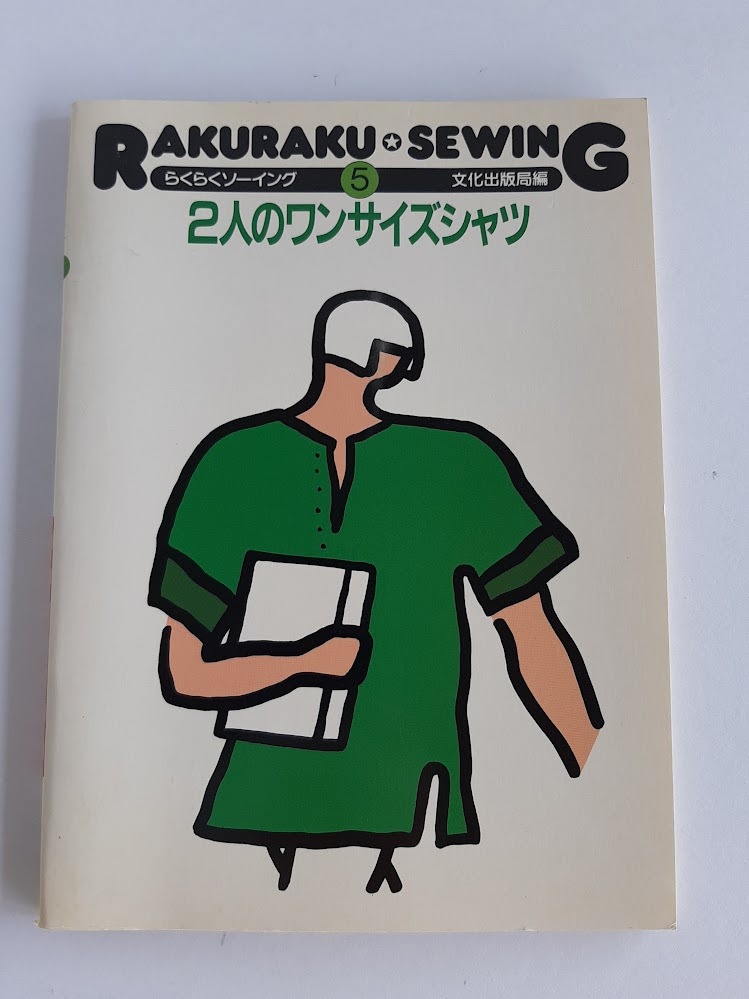 RAKURAKU✪SEWING
らくらくソーイング 5 文化出版局編
2人のワンサイズシャツ